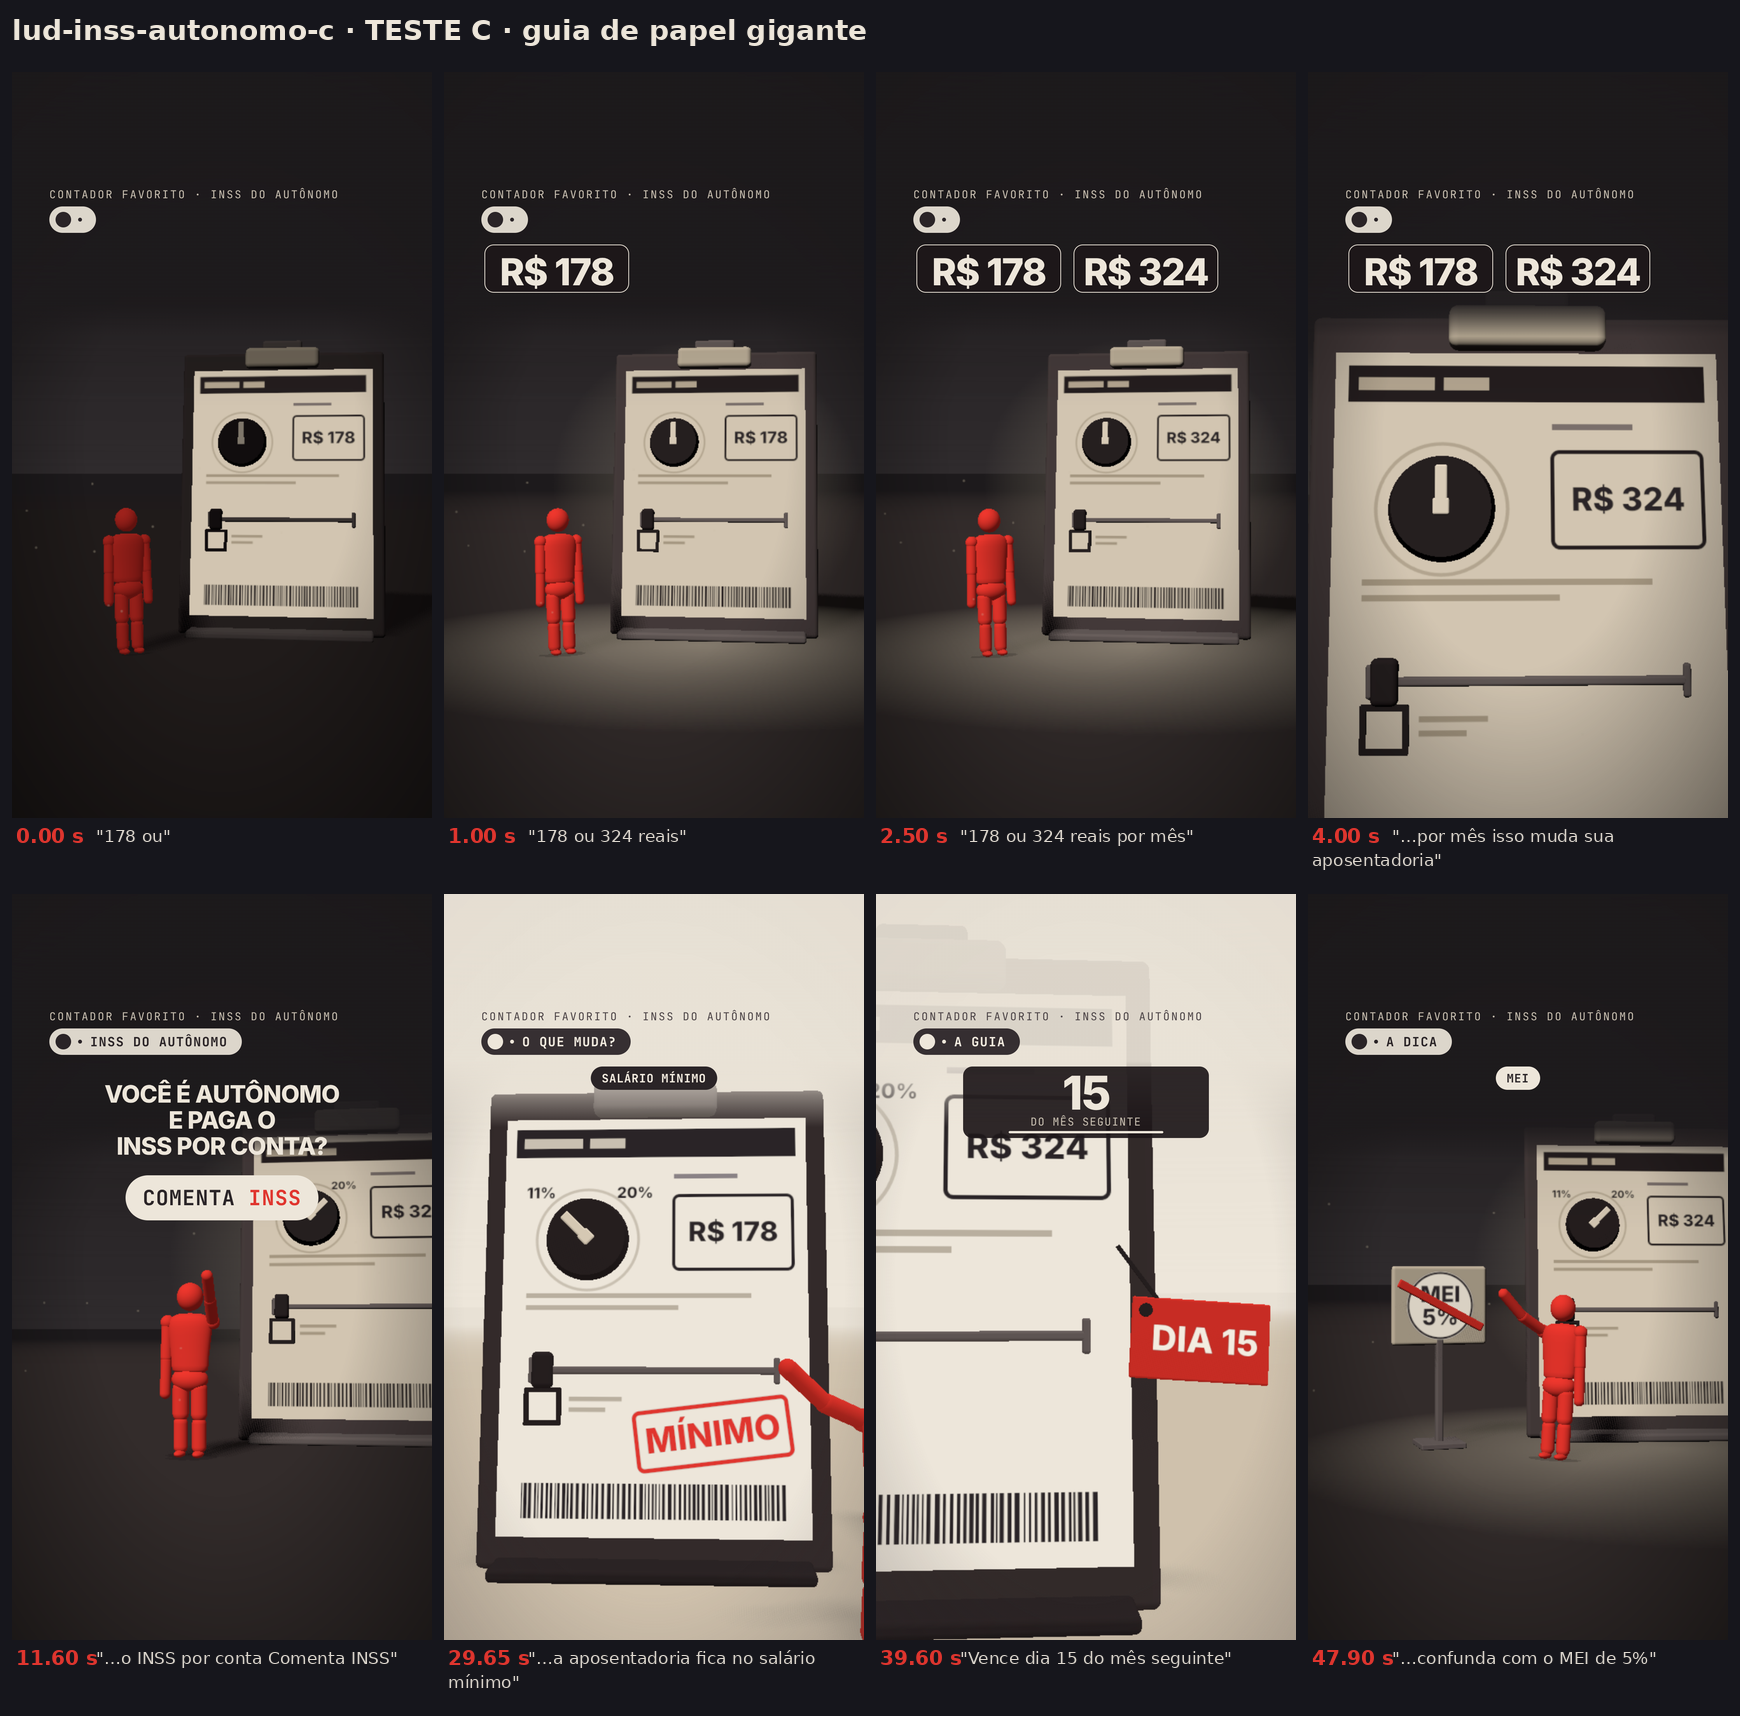 lud-inss-autonomo-c · TESTE C · guia de papel gigante
CONTADOR FAVORITO · INSS DO AUTÔNOMO
R$ 178
0.00 s "178 ou"
CONTADOR FAVORITO · INSS DO AUTÔNOMO
R$ 178
R$ 178
1.00 s "178 ou 324 reais"
CONTADOR FAVORITO · INSS DO AUTÔNOMO
R$ 178 R$ 324
R$ 324
2.50 s "178 ou 324 reais por mês"
CONTADOR FAVORITO · INSS DO AUTÔNOMO
R$ 178 R$ 324
R$ 324
4.00 s "...por mês isso muda sua
aposentadoria"
CONTADOR FAVORITO · INSS DO AUTÔNOMO
• INSS DO AUTÔNOMO
VOCÊ É AUTÔNOMO
E PAGA O
INSS POR CONTA?
COMENTA INSS
20%
R$ 32
11.60 s "...o INSS por conta Comenta INSS"
CONTADOR FAVORITO · INSS DO AUTÔNOMO
• O QUE MUDA?
SALÁRIO MÍNIMO
11% 20%
R$ 178
MÍNIMO
29.65 s "...a aposentadoria fica no salário
mínimo"
CONTADOR FAVORITO · INSS DO AUTÔNOMO
• A GUIA
15
DO MÊS SEGUINTE
20%
R$ 324
DIA 15
39.60 s "Vence dia 15 do mês seguinte"
CONTADOR FAVORITO · INSS DO AUTÔNOMO
• A DICA
MEI
11% 20%
R$ 324
MEI
5%
47.90 s "...confunda com o MEI de 5%"